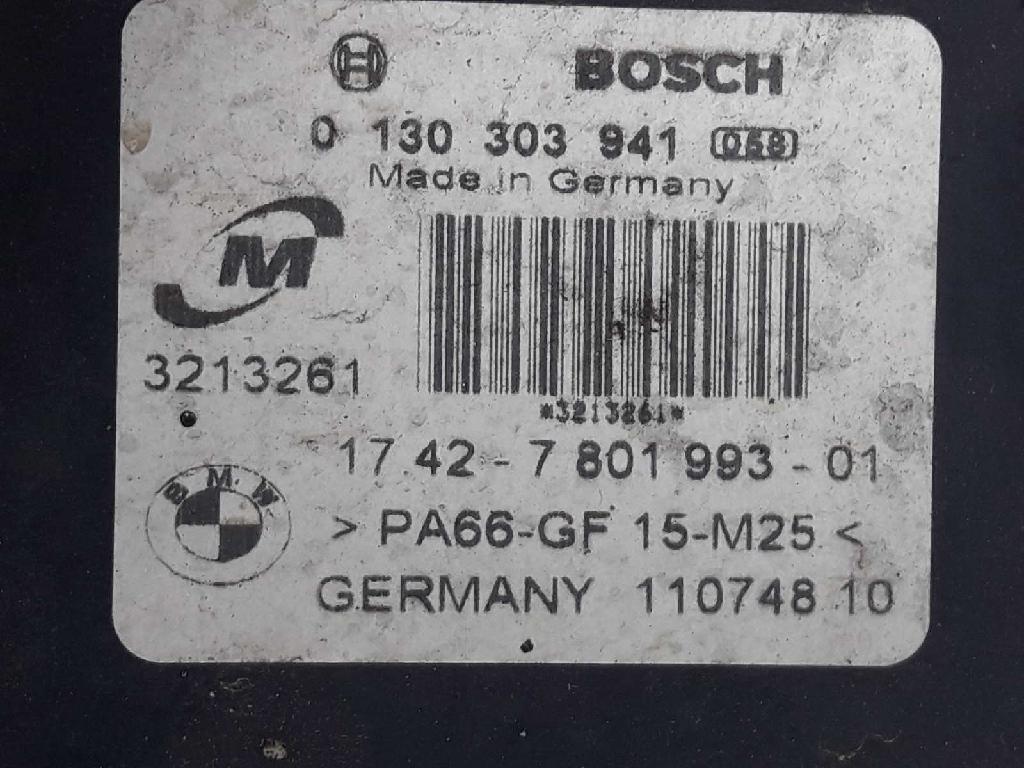 BOSCH
0 130 303 941 058
Made in Germany
M
3213261
*3213261*
17.42 - 7 801 993 - 01
BMW
> PA66-GF 15-M25 <
GERMANY 110748 10